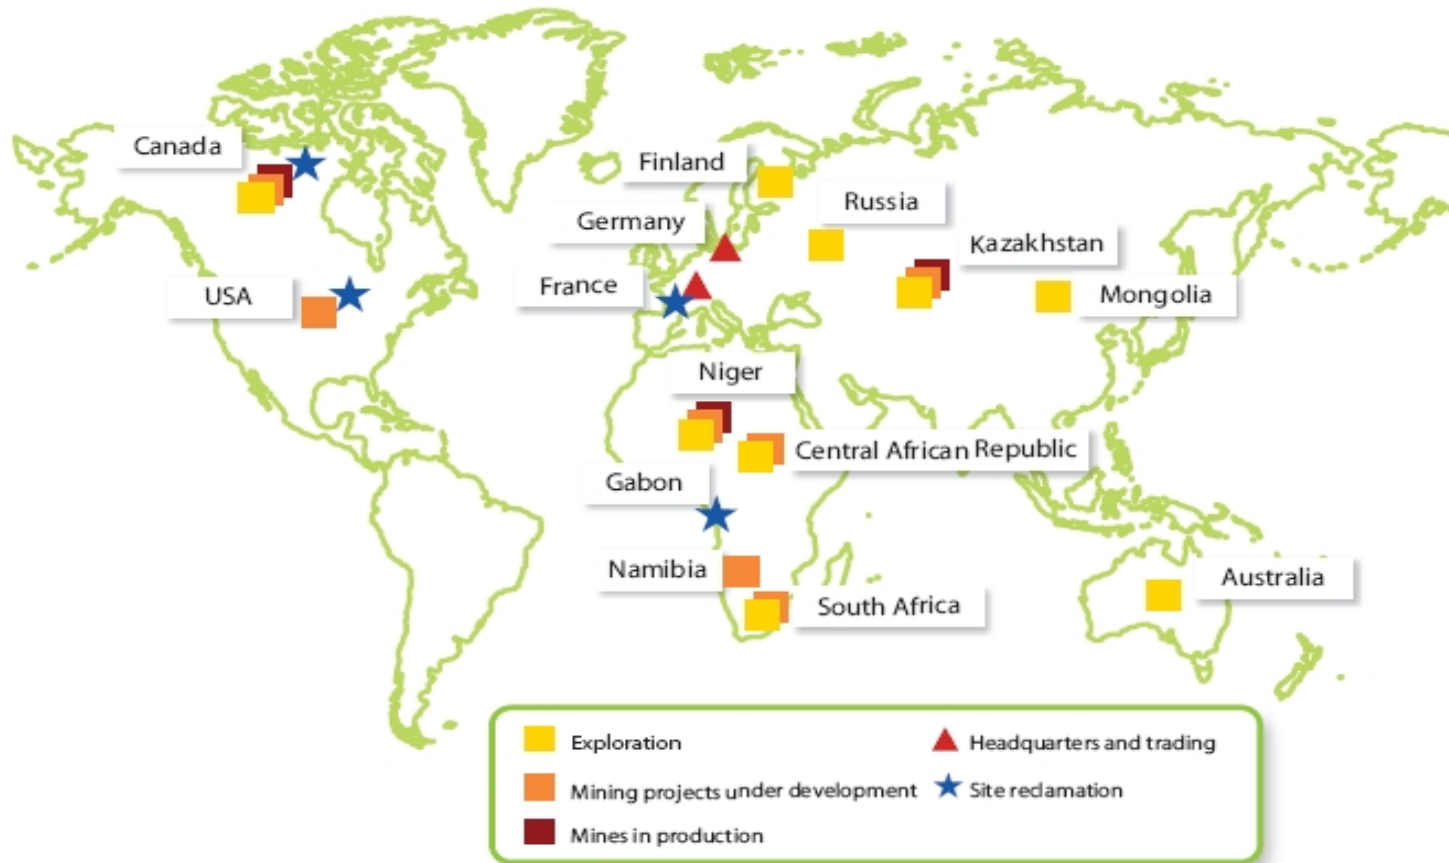 Canada
Finland
Russia
Germany
Kazakhstan
France
USA
Mongolia
Niger
Central African Republic
Gabon
Namibia
South Africa
Australia
Exploration
Headquarters and trading
Mining projects under development
Site reclamation
Mines in production